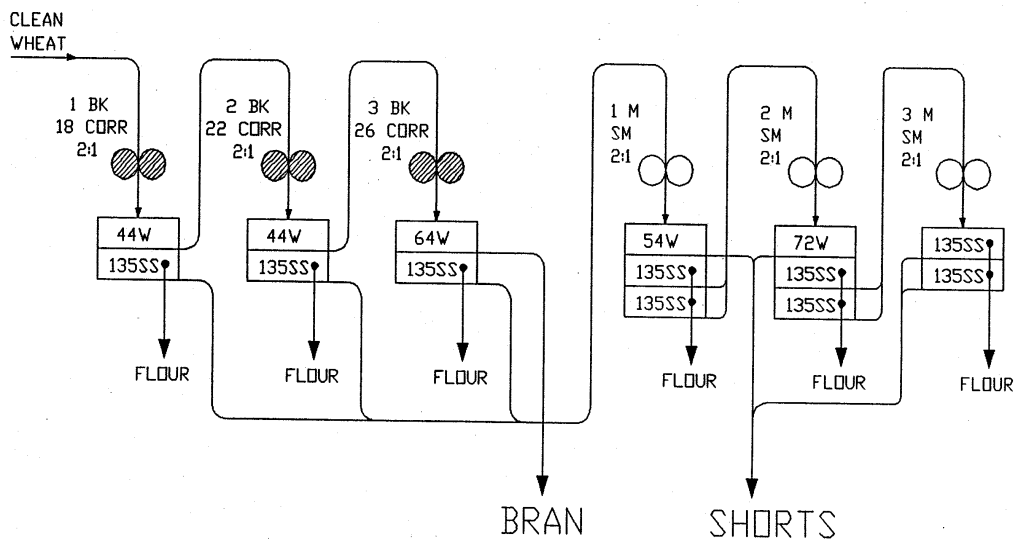 CLEAN
WHEAT
1 BK
18 CORR
2:1
2 BK
22 CORR
2:1
3 BK
26 CORR
2:1
1 M
SM
2:1
2 M
SM
2:1
3 M
SM
2:1
44W
135SS
44W
135SS
64W
135SS
54W
135SS
135SS
72W
135SS
135SS
135SS
135SS
FLOUR
FLOUR
FLOUR
FLOUR
FLOUR
FLOUR
BRAN
SHORTS